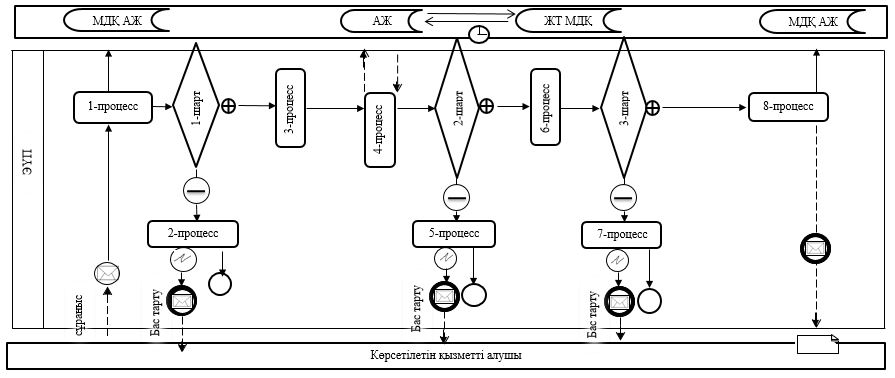 МДҚ АЖ
АЖ
ЖТ МДҚ
МДҚ АЖ
ЭҮП
1-процесс
1-шарт
3-процесс
4-процесс
2-шарт
6-процесс
3-шарт
8-процесс
2-процесс
5-процесс
7-процесс
сұраныс
Бас тарту
Бас тарту
Бас тарту
Көрсетілетін қызметті алушы